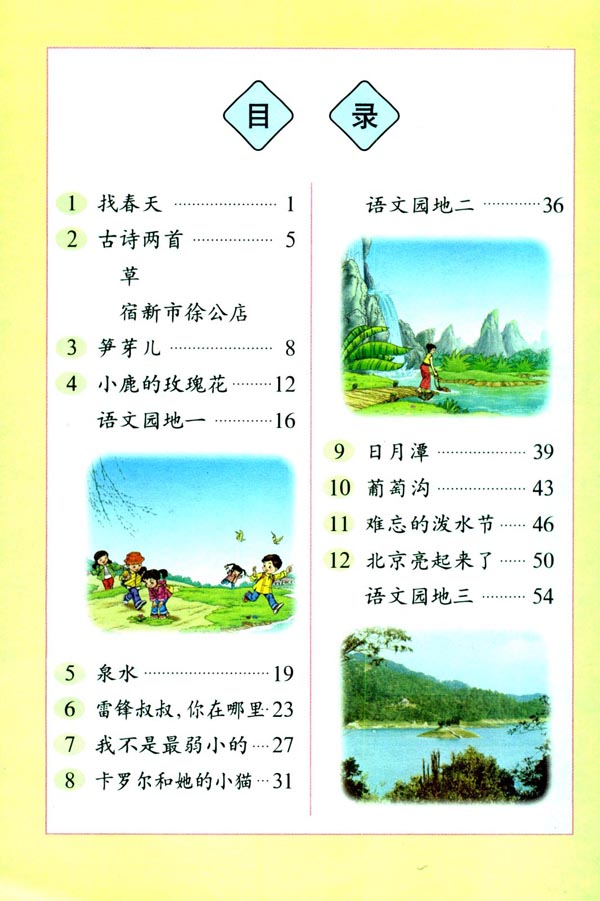 目 录
1 找春天 …………………… 1
2 古诗两首 ……………… 5
草
宿新市徐公店
3 笋芽儿 …………………… 8
4 小鹿的玫瑰花 ……… 12
语文园地一 ………… 16
5 泉水 ………………………… 19
6 雷锋叔叔,你在哪里 · 23
7 我不是最弱小的 ···· 27
8 卡罗尔和她的小猫 ··· 31
语文园地二 ………… 36
9 日月潭 ………………… 39
10 葡萄沟 ………………… 43
11 难忘的泼水节 …… 46
12 北京亮起来了 …… 50
语文园地三 ………… 54